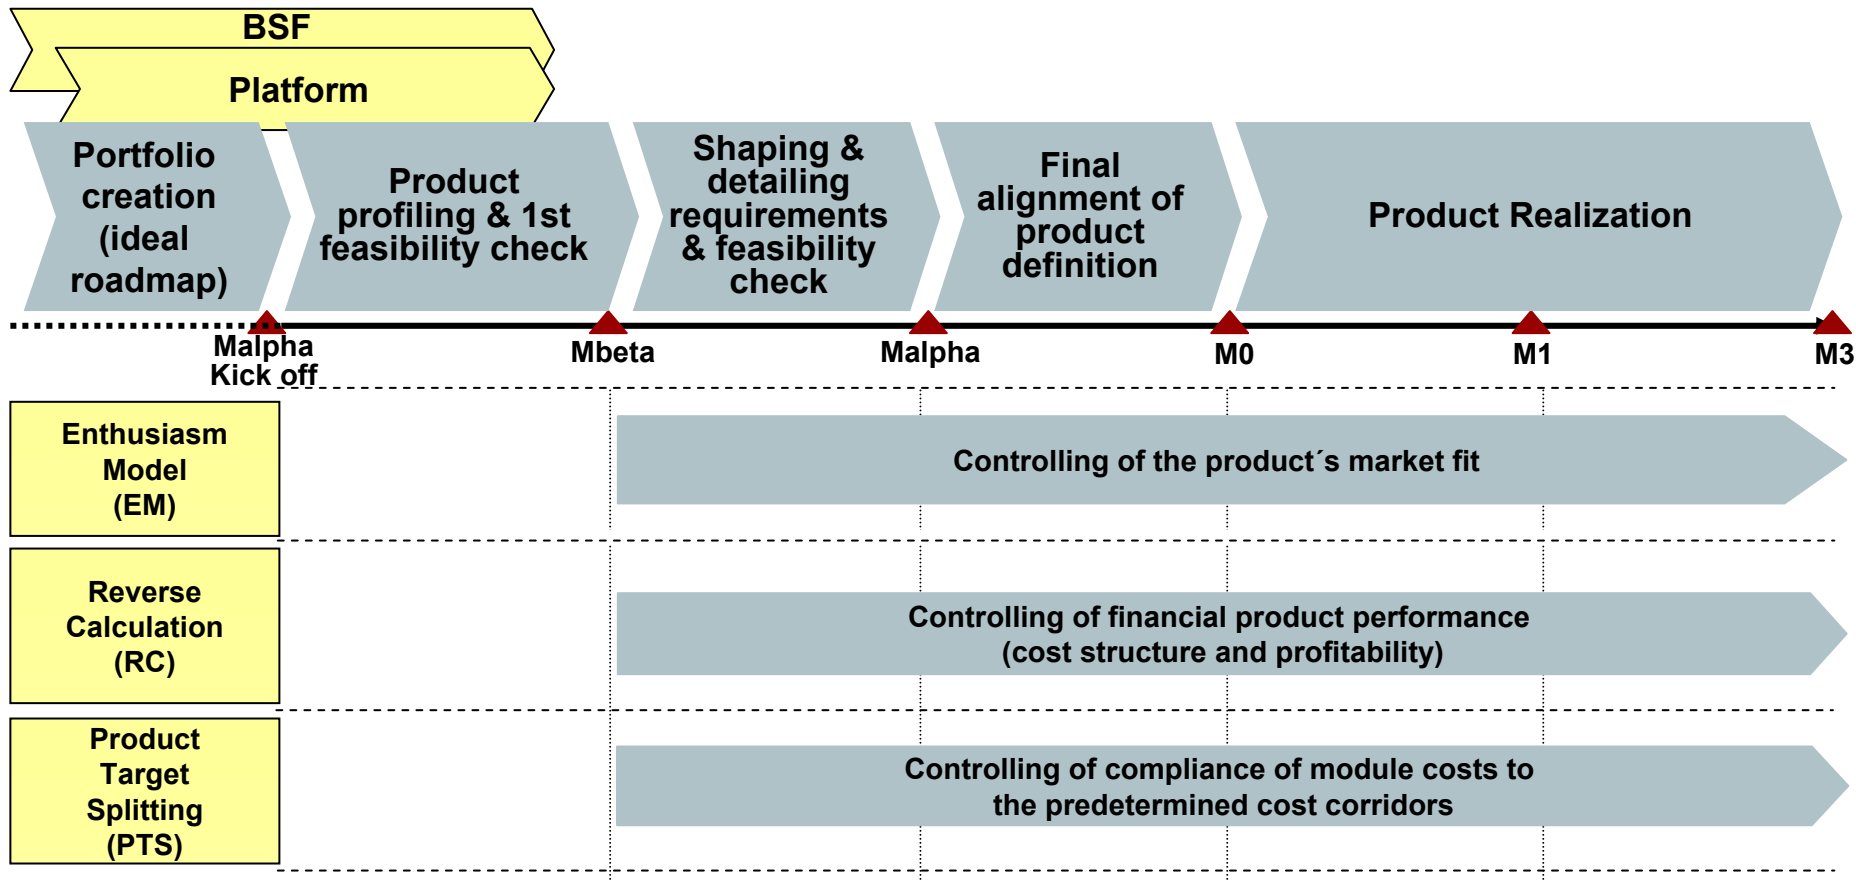 BSF
Platform
Portfolio
creation
(ideal
roadmap)
Product
profiling & 1st
feasibility check
Shaping &
detailing
requirements
& feasibility
check
Final
alignment of
product
definition
Product Realization
Malpha
Kick off
Mbeta
Malpha
M0
M1
M3
Enthusiasm
Model
(EM)
Controlling of the product´s market fit
Reverse
Calculation
(RC)
Controlling of financial product performance
(cost structure and profitability)
Product
Target
Splitting
(PTS)
Controlling of compliance of module costs to
the predetermined cost corridors